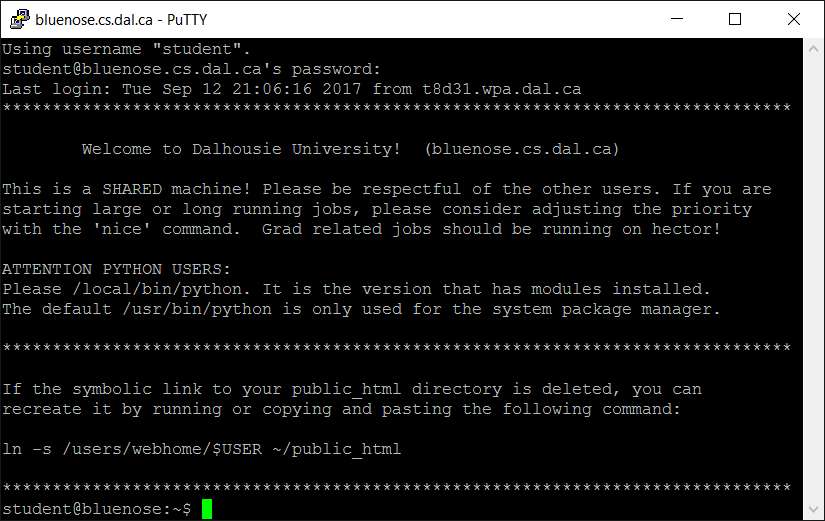 bluenose.cs.dal.ca - PuTTY
Using username "student".
student@bluenose.cs.dal.ca's password:
Last login: Tue Sep 12 21:06:16 2017 from t8d31.wpa.dal.ca
*******************************************************************************
Welcome to Dalhousie University!  (bluenose.cs.dal.ca)
This is a SHARED machine! Please be respectful of the other users. If you are
starting large or long running jobs, please consider adjusting the priority
with the 'nice' command.  Grad related jobs should be running on hector!
ATTENTION PYTHON USERS:
Please /local/bin/python. It is the version that has modules installed.
The default /usr/bin/python is only used for the system package manager.
*******************************************************************************
If the symbolic link to your public_html directory is deleted, you can
recreate it by running or copying and pasting the following command:
ln -s /users/webhome/$USER ~/public_html
*******************************************************************************
student@bluenose:~$